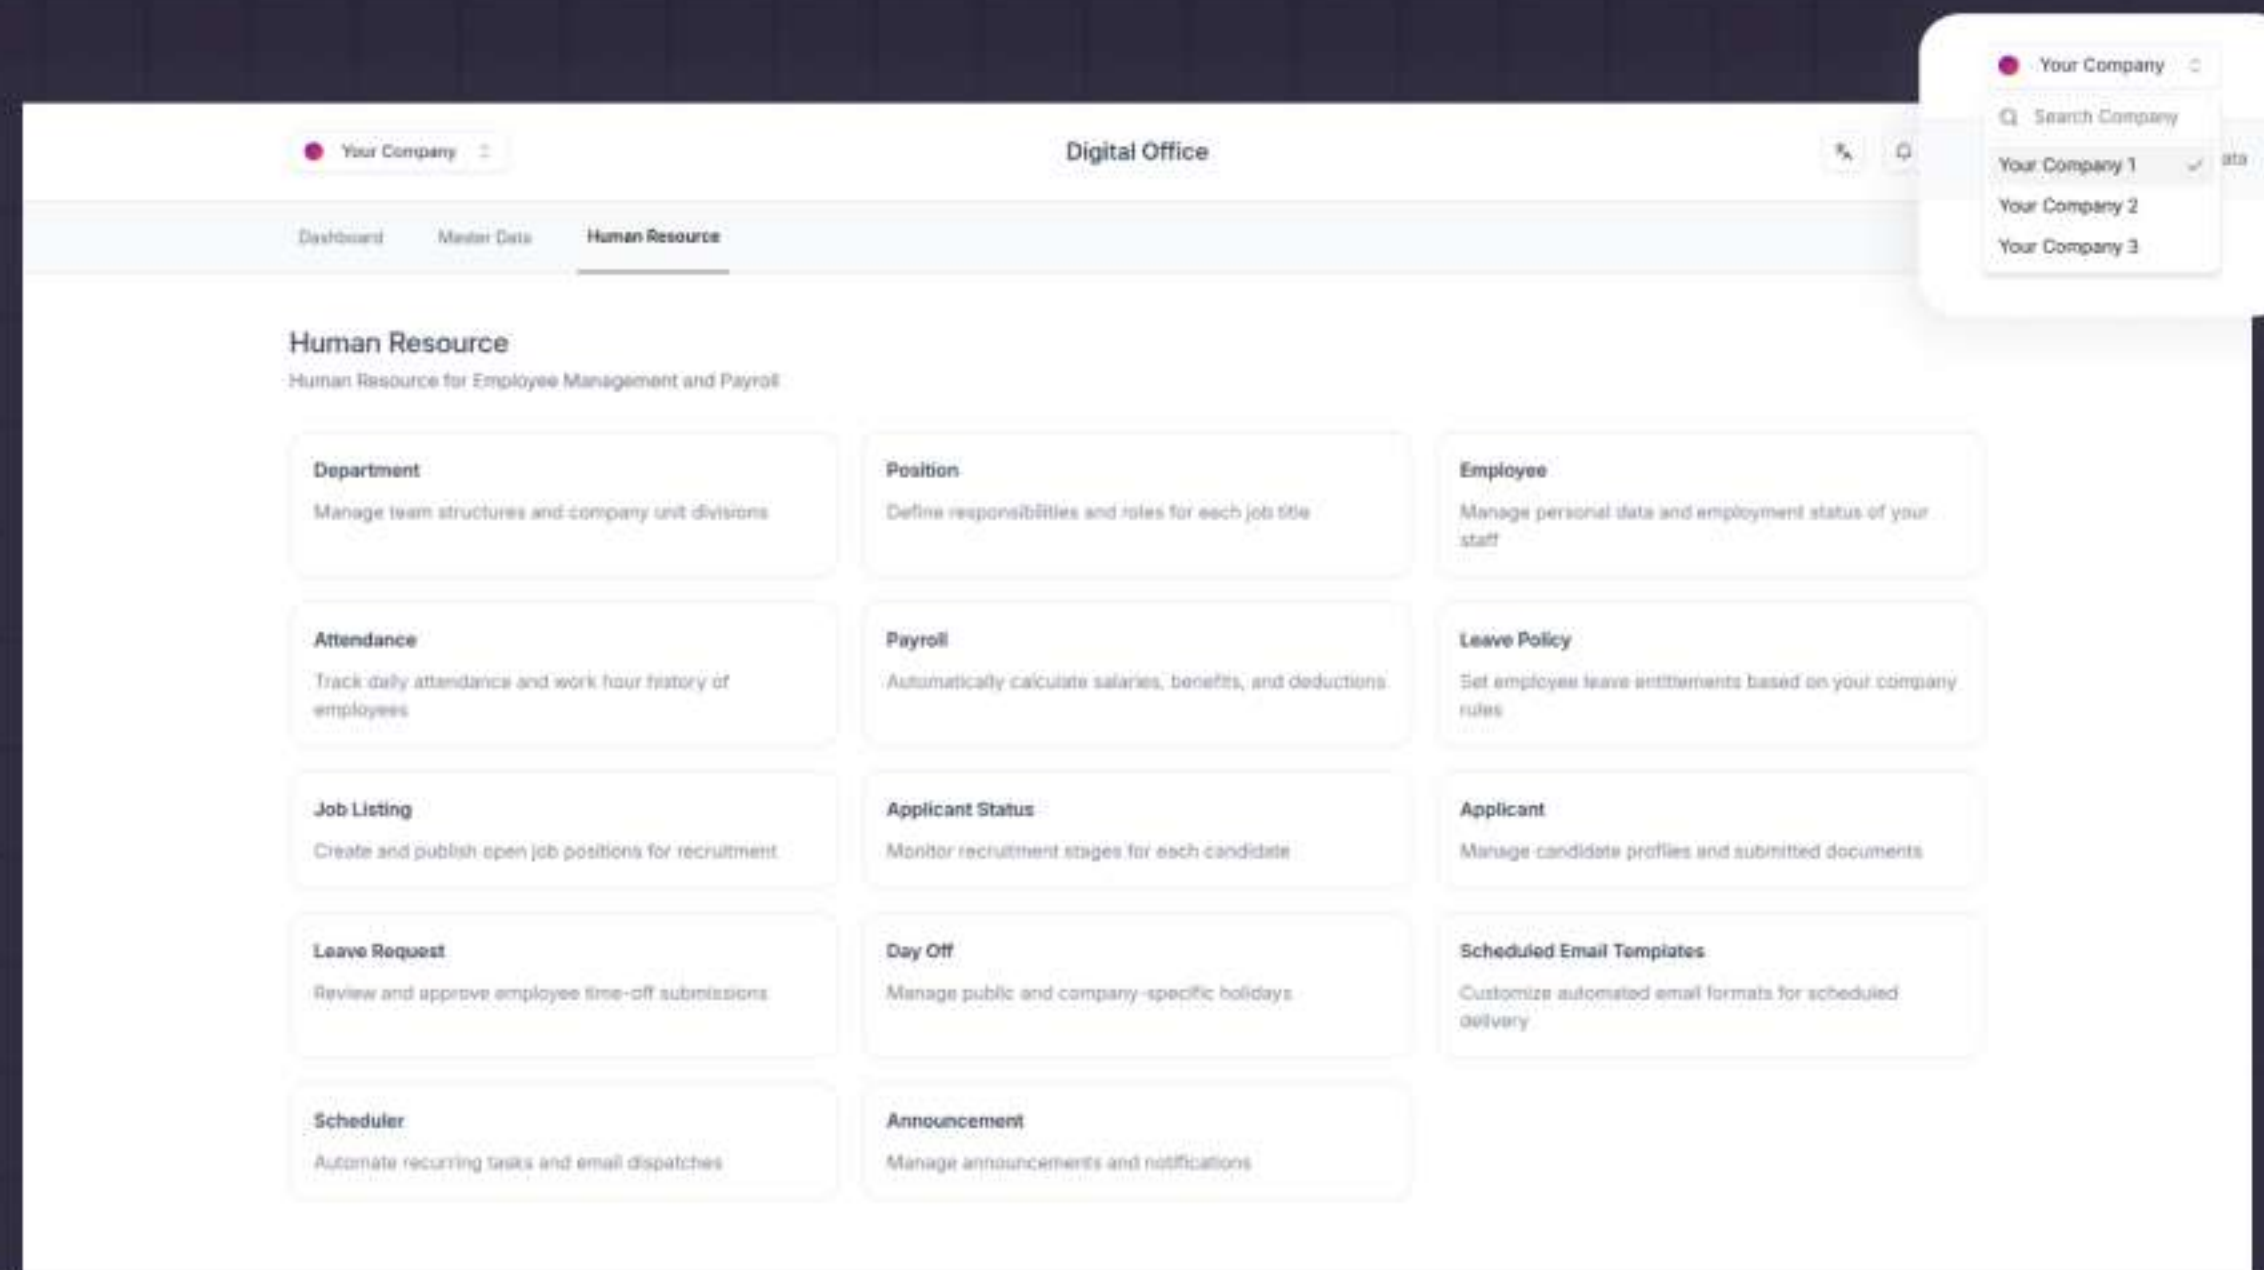 Your Company
Search Company
Your Company 1
Your Company 2
Your Company 3
Your Company
Digital Office
Dashboard
Master Data
Human Resource
Human Resource
Human Resource for Employee Management and Payroll
Department
Manage team structures and company unit divisions
Position
Define responsibilities and roles for each job title
Employee
Manage personal data and employment status of your
staff
Attendance
Track daily attendance and work hour history of
employees
Payroll
Automatically calculate salaries, benefits, and deductions
Leave Policy
Set employee leave entitlements based on your company
rules
Job Listing
Create and publish open job positions for recruitment
Applicant Status
Monitor recruitment stages for each candidate
Applicant
Manage candidate profiles and submitted documents
Leave Request
Review and approve employee time-off submissions
Day Off
Manage public and company-specific holidays
Scheduled Email Templates
Customize automated email formats for scheduled
delivery
Scheduler
Automate recurring tasks and email dispatches
Announcement
Manage announcements and notifications